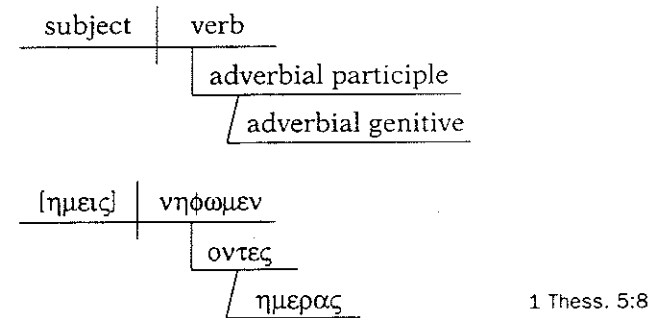 subject verb
adverbial participle
adverbial genitive
[ημεις] νηφωμεν
οντες
ημερας 1 Thess. 5:8